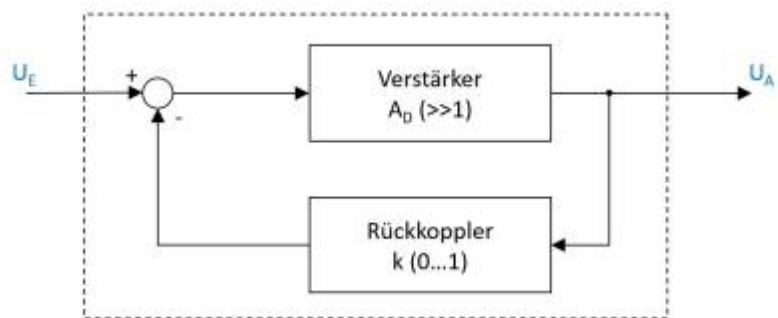 U_E
+
-
Verstärker
A_D (>>1)
U_A
Rückkoppler
k (0...1)